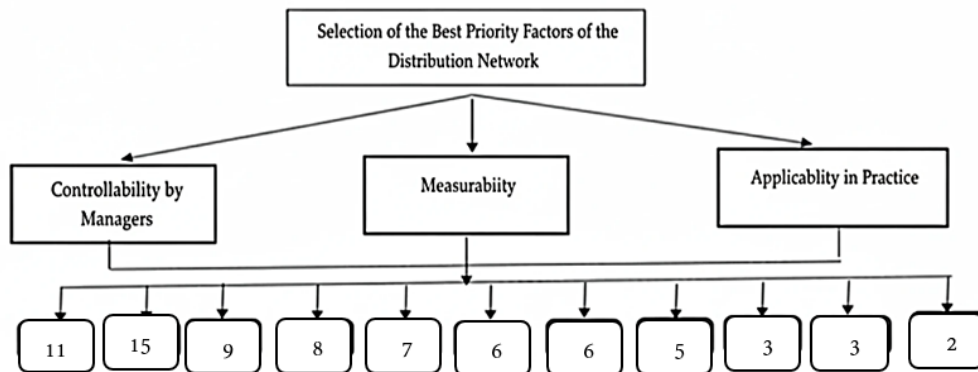 Selection of the Best Priority Factors of the
Distribution Network
Controllability by
Managers
Measurabiity
Applicablity in Practice
11 15 9 8 7 6 6 5 3 3 2